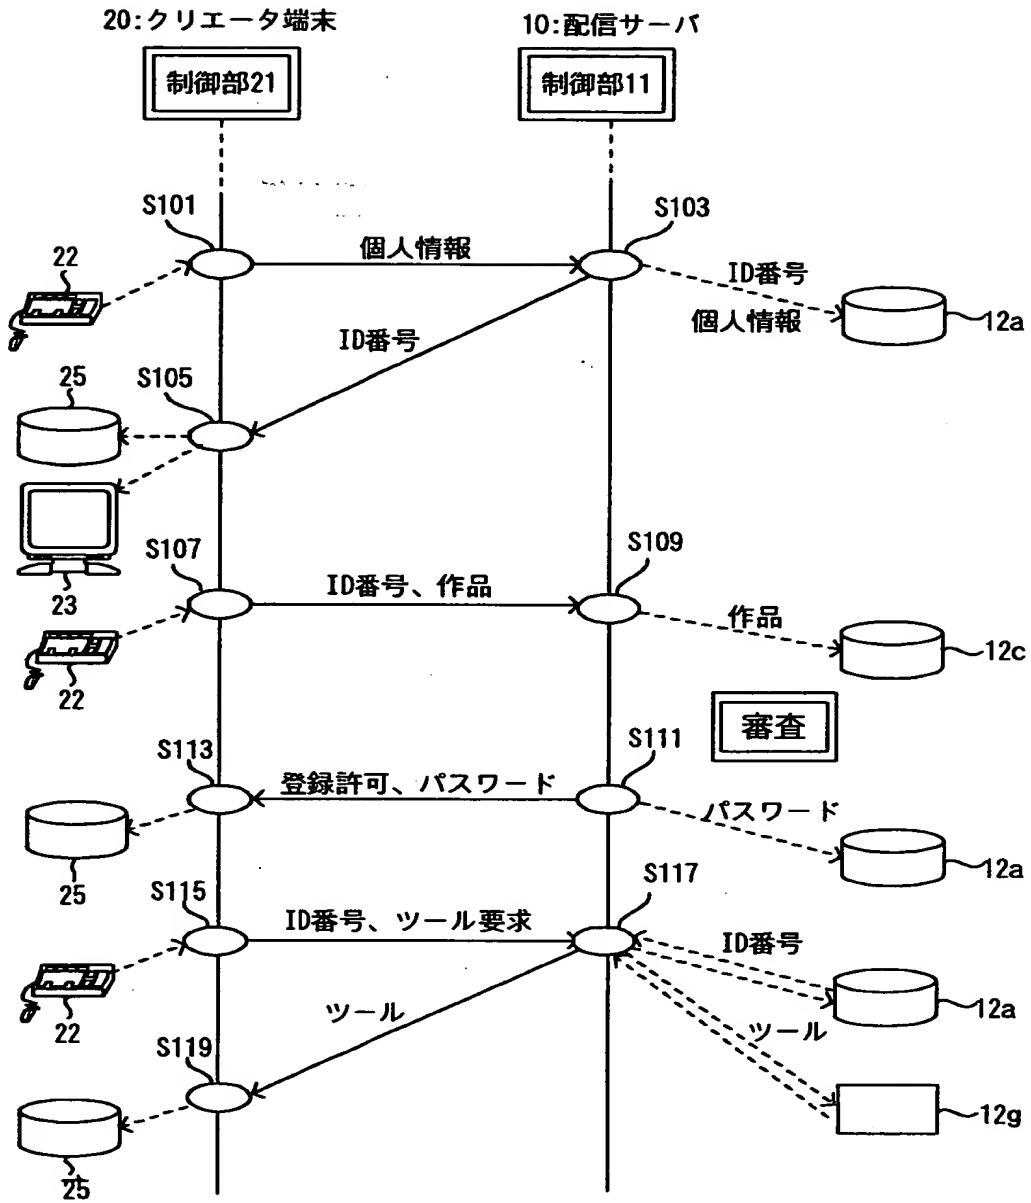 20:クリエータ端末
10:配信サーバ
制御部21
制御部11
S101
S103
22
個人情報
ID番号
個人情報
12a
ID番号
25
S105
23
S107
S109
ID番号、作品
作品
12c
22
審査
S113
S111
登録許可、パスワード
パスワード
25
12a
S115
S117
ID番号、ツール要求
ID番号
22
12a
ツール
ツール
S119
12g
25